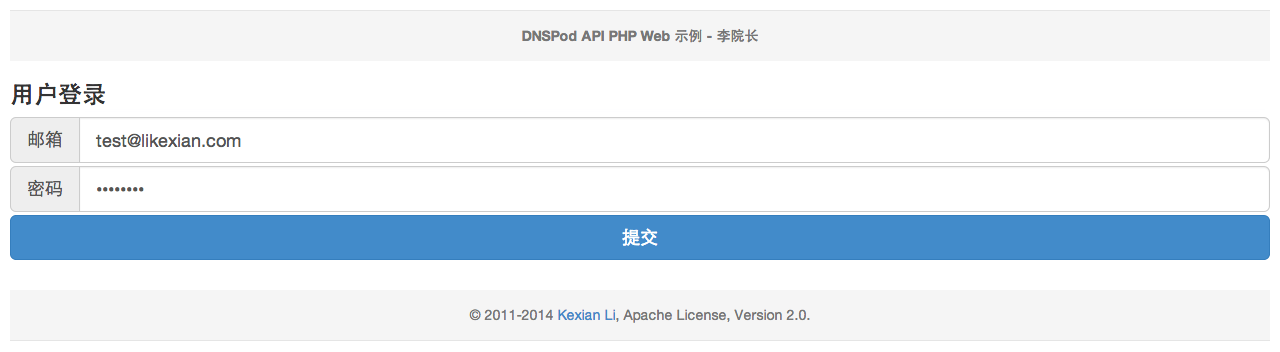 DNSPod API PHP Web 示例 - 李院长
用户登录
邮箱 test@likexian.com
密码 ••••••••
提交
© 2011-2014 Kexian Li, Apache License, Version 2.0.